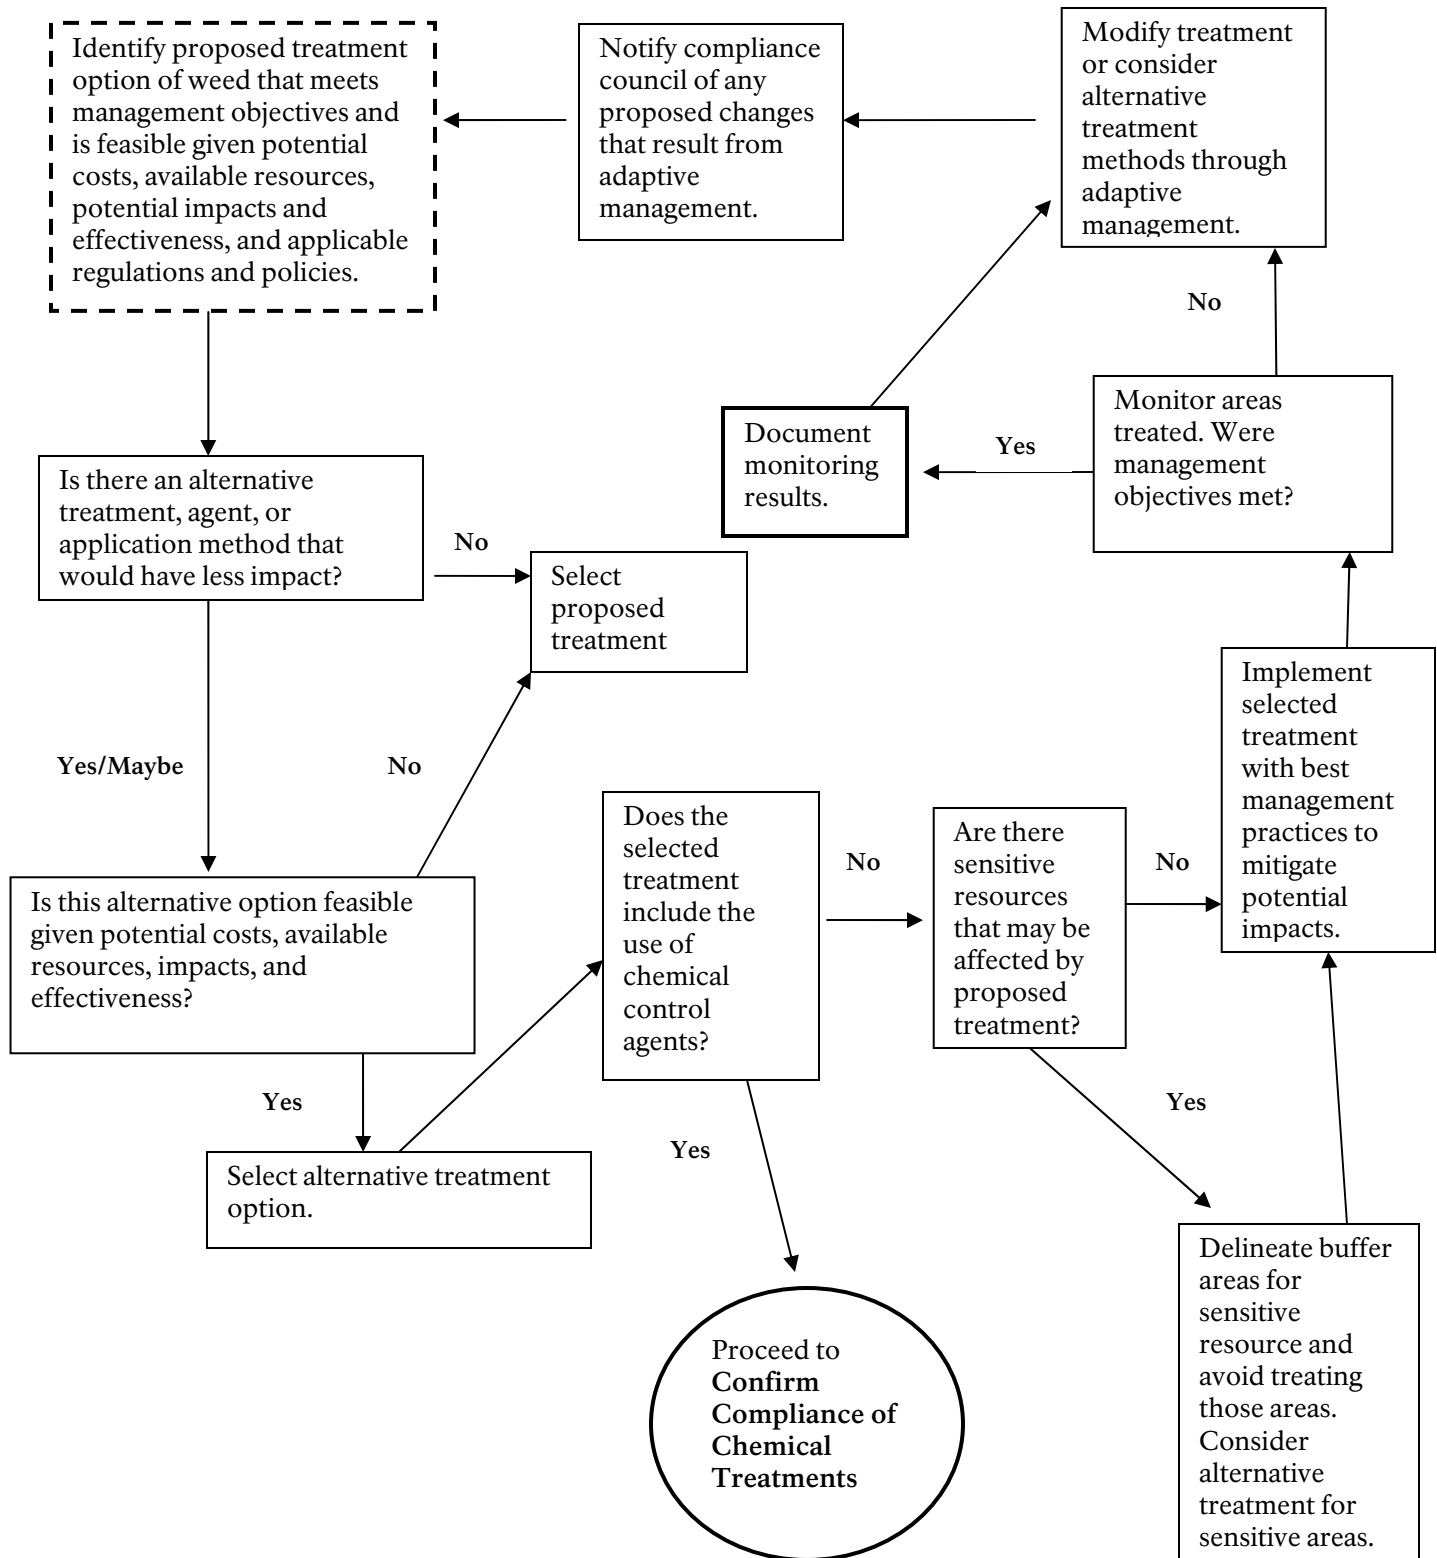 Identify proposed treatment
option of weed that meets
management objectives and
is feasible given potential
costs, available resources,
potential impacts and
effectiveness, and applicable
regulations and policies.
Notify compliance
council of any
proposed changes
that result from
adaptive
management.
Modify treatment
or consider
alternative
treatment
methods through
adaptive
management.
No
Monitor areas
treated. Were
management
objectives met?
Yes
Document
monitoring
results.
Is there an alternative
treatment, agent, or
application method that
would have less impact?
No
Select
proposed
treatment
Yes/Maybe
No
Is this alternative option feasible
given potential costs, available
resources, impacts, and
effectiveness?
Yes
Select alternative treatment
option.
Does the
selected
treatment
include the
use of
chemical
control
agents?
No
Are there
sensitive
resources
that may be
affected by
proposed
treatment?
No
Implement
selected
treatment
with best
management
practices to
mitigate
potential
impacts.
Yes
Yes
Proceed to
Confirm
Compliance of
Chemical
Treatments
Delineate buffer
areas for
sensitive
resource and
avoid treating
those areas.
Consider
alternative
treatment for
sensitive areas.